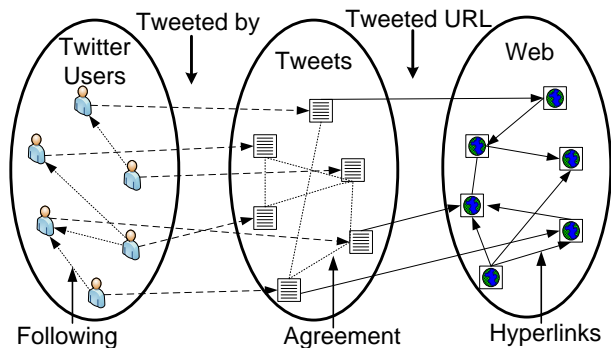 Tweeted by
Tweeted URL
Twitter
Users
Tweets
Web
Following
Agreement
Hyperlinks